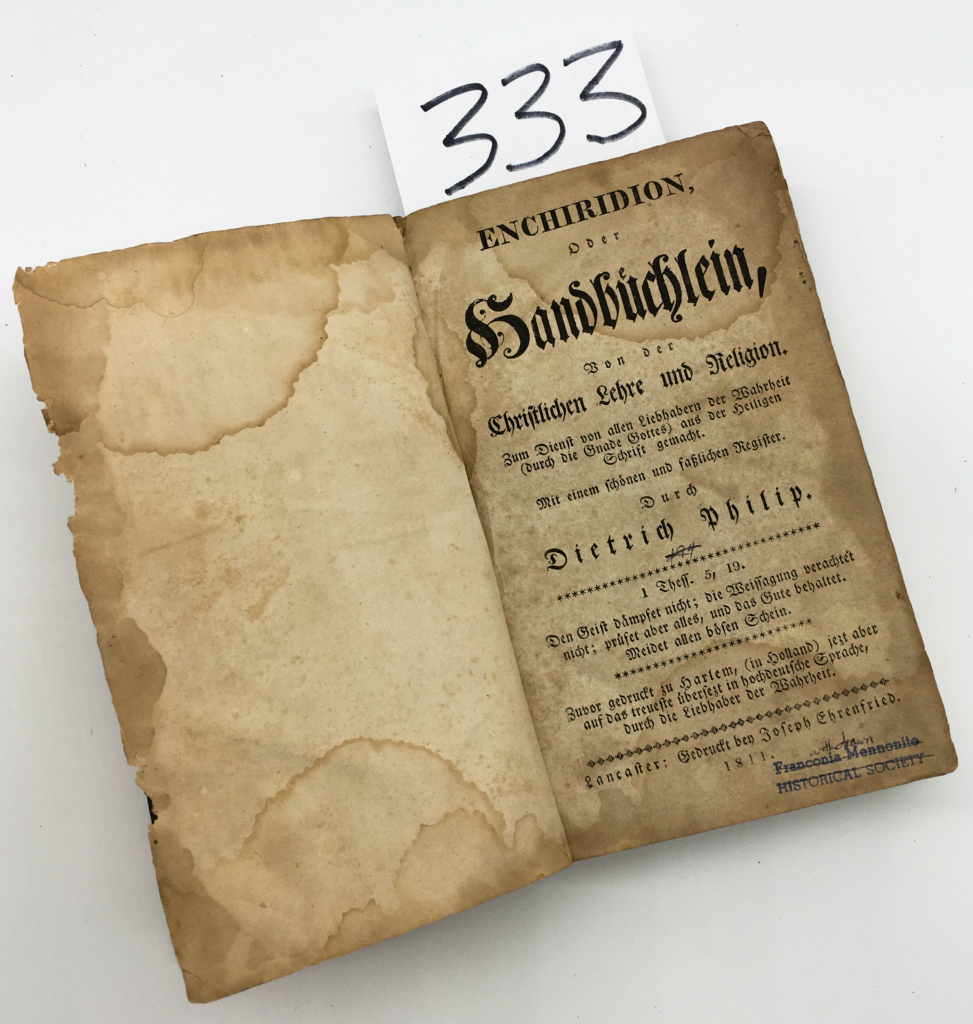 333
ENCHIRIDION,
Oder
Handbüchlein,
Von der
Christlichen Lehre und Religion.
Zum Dienst von allen Liebhabern der Wahrheit
(durch die Gnade Gottes) aus der Heiligen
Schrift gemacht.
Mit einem schönen und faßlichen Register.
Durch
Dietrich Philip.
1 Thess. 5, 19.
Den Geist dämpfet nicht; die Weissagung verachtet
nicht; prüfet aber alles, und das Gute behaltet.
Meidet allen bösen Schein.
Zuvor gedruckt zu Harlem, (in Holland) jezt aber
auf das treueste übersezt in hochdeutsche Sprache,
durch die Liebhaber der Wahrheit.
Lancaster: Gedruckt bey Joseph Ehrenfried.
1811.
Franconia Mennonite
HISTORICAL SOCIETY